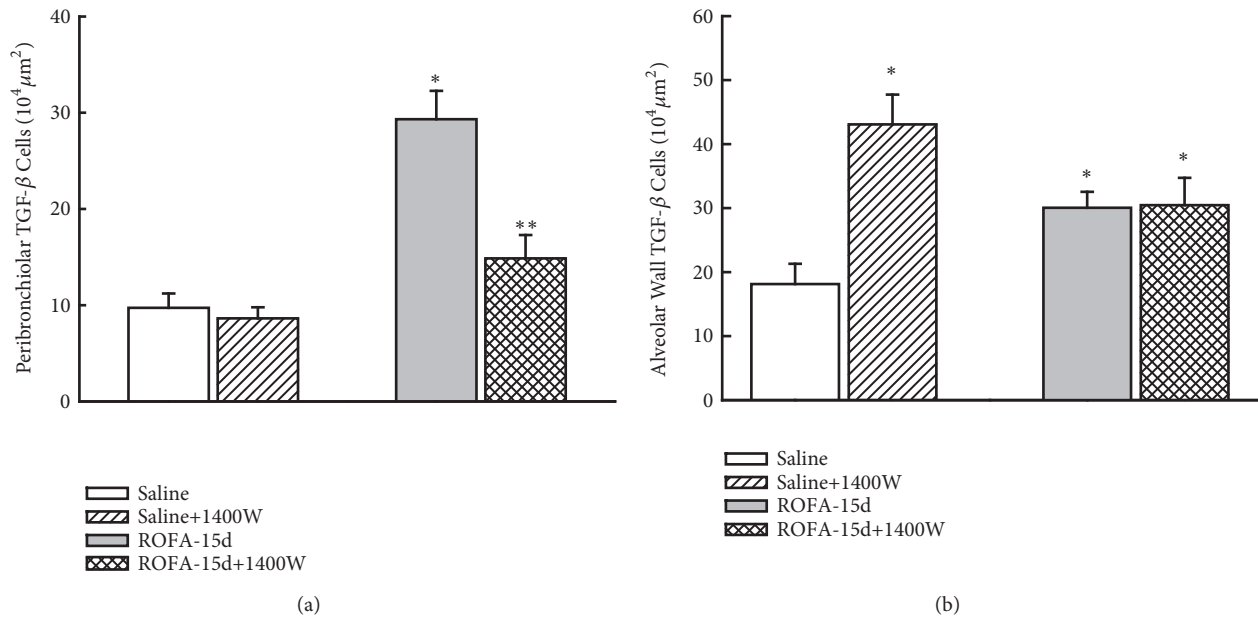 40
30
20
10
0
Peribronchiolar TGF-β Cells (10⁴μm²)
*
**
Saline
Saline+1400W
ROFA-15d
ROFA-15d+1400W
(a)
60
50
40
30
20
10
0
Alveolar Wall TGF-β Cells (10⁴μm²)
*
*
*
Saline
Saline+1400W
ROFA-15d
ROFA-15d+1400W
(b)